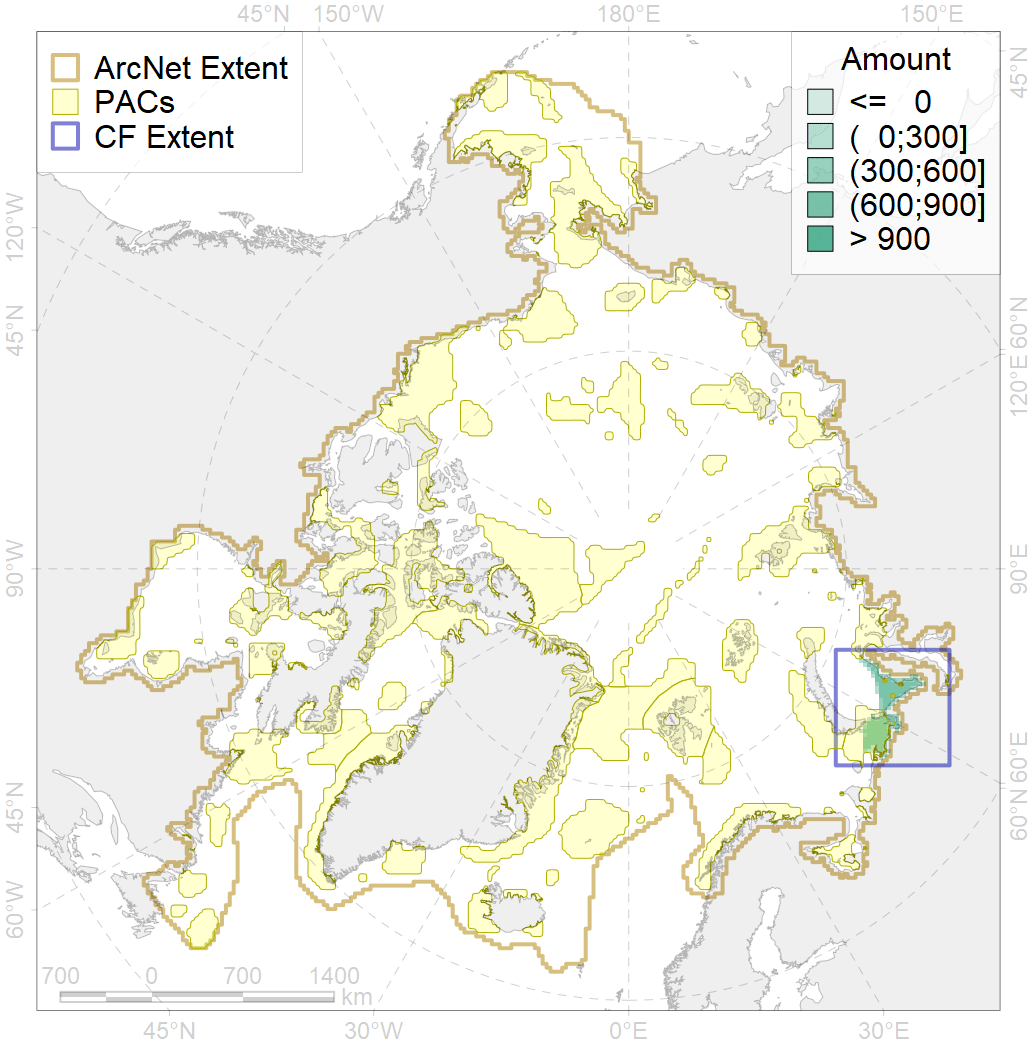 45°N 150°W 180°E 150°E
ArcNet Extent
PACs
CF Extent
Amount
<= 0
( 0;300]
(300;600]
(600;900]
> 900
120°W
45°N
90°W
45°N
60°W
45°N
60°N
120°E
90°E
60°E
60°N
700 0 700 1400
km
45°N 30°W 0°E 30°E